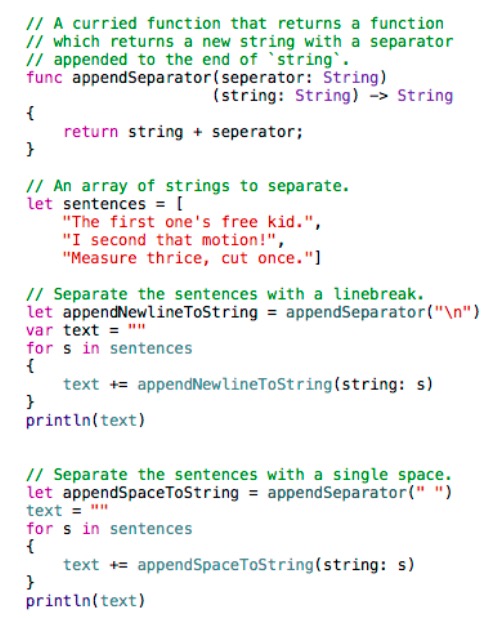 // A curried function that returns a function
// which returns a new string with a separator
// appended to the end of `string`.
func appendSeparator(seperator: String)
(string: String) -> String
{
return string + seperator;
}
// An array of strings to separate.
let sentences = [
"The first one's free kid.",
"I second that motion!",
"Measure thrice, cut once."]
// Separate the sentences with a linebreak.
let appendNewlineToString = appendSeparator("\n")
var text = ""
for s in sentences
{
text += appendNewlineToString(string: s)
}
println(text)
// Separate the sentences with a single space.
let appendSpaceToString = appendSeparator(" ")
text = ""
for s in sentences
{
text += appendSpaceToString(string: s)
}
println(text)